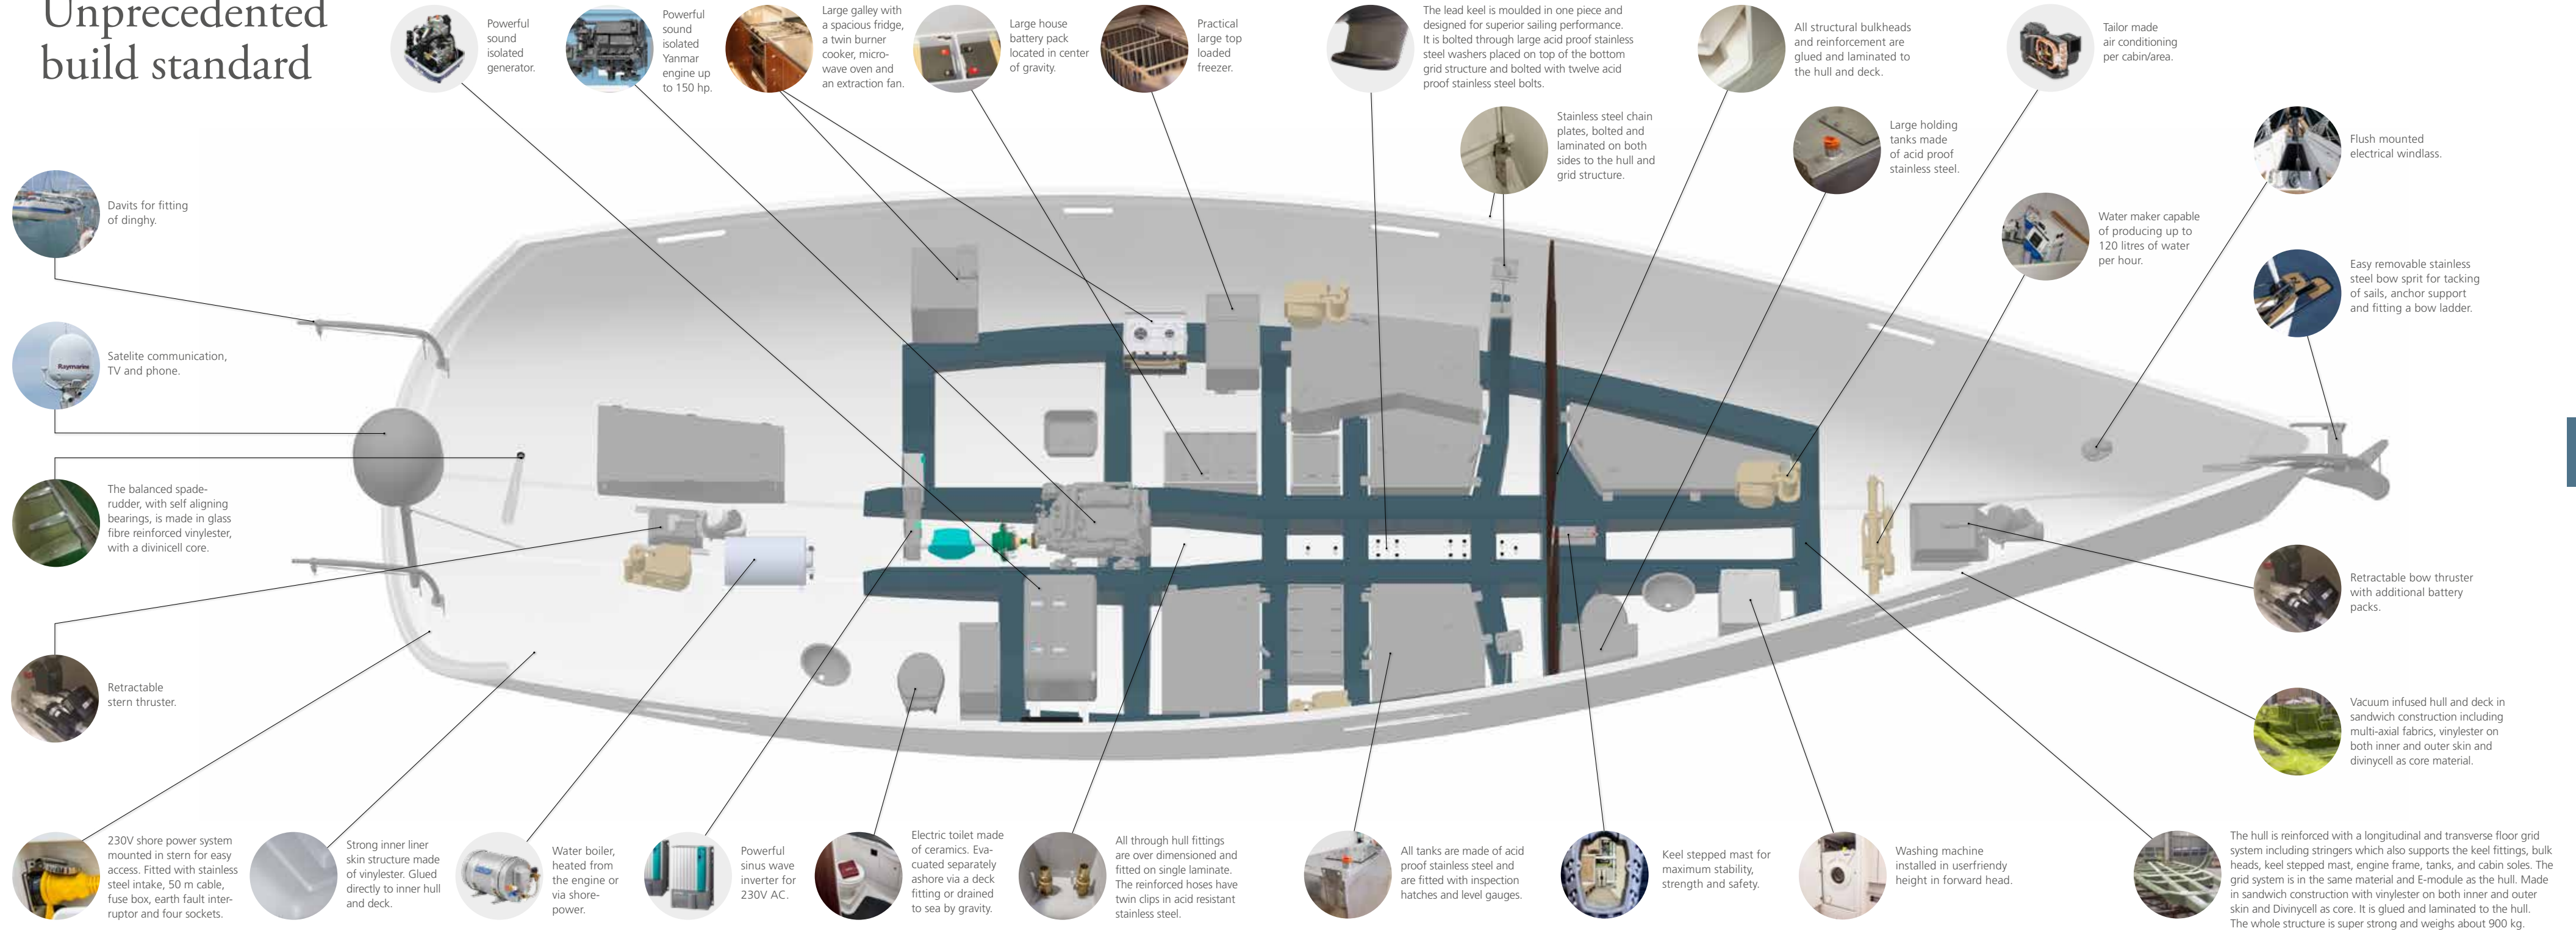 Unprecedented
build standard
Powerful
sound
isolated
generator.
Powerful
sound
isolated
Yanmar
engine up
to 150 hp.
Large galley with
a spacious fridge,
a twin burner
cooker, micro-
wave oven and
an extraction fan.
Large house
battery pack
located in center
of gravity.
Practical
large top
loaded
freezer.
The lead keel is moulded in one piece and
designed for superior sailing performance.
It is bolted through large acid proof stainless
steel washers placed on top of the bottom
grid structure and bolted with twelve acid
proof stainless steel bolts.
All structural bulkheads
and reinforcement are
glued and laminated to
the hull and deck.
Tailor made
air conditioning
per cabin/area.
Stainless steel chain
plates, bolted and
laminated on both
sides to the hull and
grid structure.
Large holding
tanks made
of acid proof
stainless steel.
Flush mounted
electrical windlass.
Water maker capable
of producing up to
120 litres of water
per hour.
Easy removable stainless
steel bow sprit for tacking
of sails, anchor support
and fitting a bow ladder.
Davits for fitting
of dinghy.
Raymarine
Satelite communication,
TV and phone.
The balanced spade-
rudder, with self aligning
bearings, is made in glass
fibre reinforced vinylester,
with a divinicell core.
Retractable
stern thruster.
Retractable bow thruster
with additional battery
packs.
Vacuum infused hull and deck in
sandwich construction including
multi-axial fabrics, vinylester on
both inner and outer skin and
divinycell as core material.
230V shore power system
mounted in stern for easy
access. Fitted with stainless
steel intake, 50 m cable,
fuse box, earth fault inter-
ruptor and four sockets.
Strong inner liner
skin structure made
of vinylester. Glued
directly to inner hull
and deck.
Water boiler,
heated from
the engine or
via shore-
power.
Powerful
sinus wave
inverter for
230V AC.
Electric toilet made
of ceramics. Eva-
cuated separately
ashore via a deck
fitting or drained
to sea by gravity.
All through hull fittings
are over dimensioned and
fitted on single laminate.
The reinforced hoses have
twin clips in acid resistant
stainless steel.
All tanks are made of acid
proof stainless steel and
are fitted with inspection
hatches and level gauges.
Keel stepped mast for
maximum stability,
strength and safety.
Washing machine
installed in userfriendy
height in forward head.
The hull is reinforced with a longitudinal and transverse floor grid
system including stringers which also supports the keel fittings, bulk
heads, keel stepped mast, engine frame, tanks, and cabin soles. The
grid system is in the same material and E-module as the hull. Made
in sandwich construction with vinylester on both inner and outer
skin and Divinycell as core. It is glued and laminated to the hull.
The whole structure is super strong and weighs about 900 kg.